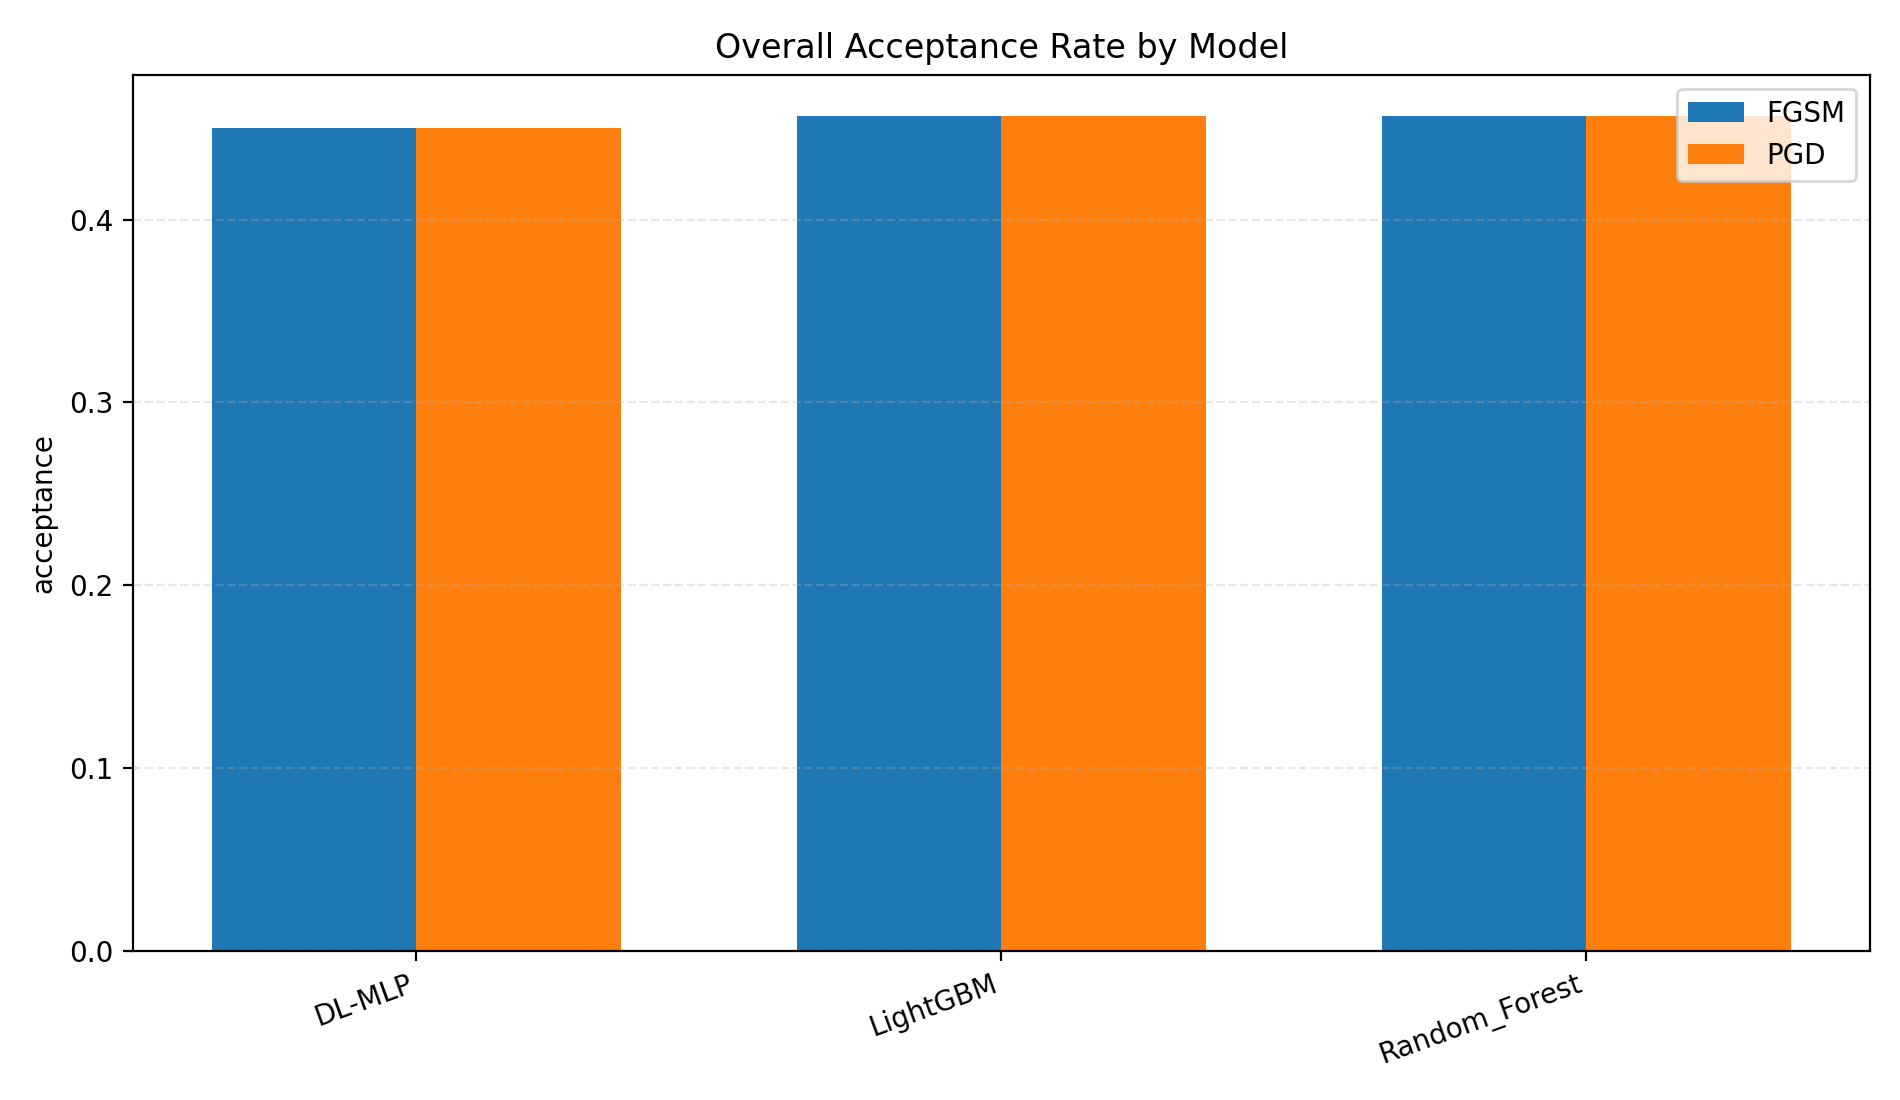 Overall Acceptance Rate by Model
FGSM
PGD
acceptance
0.4
0.3
0.2
0.1
0.0
DL-MLP
LightGBM
Random_Forest